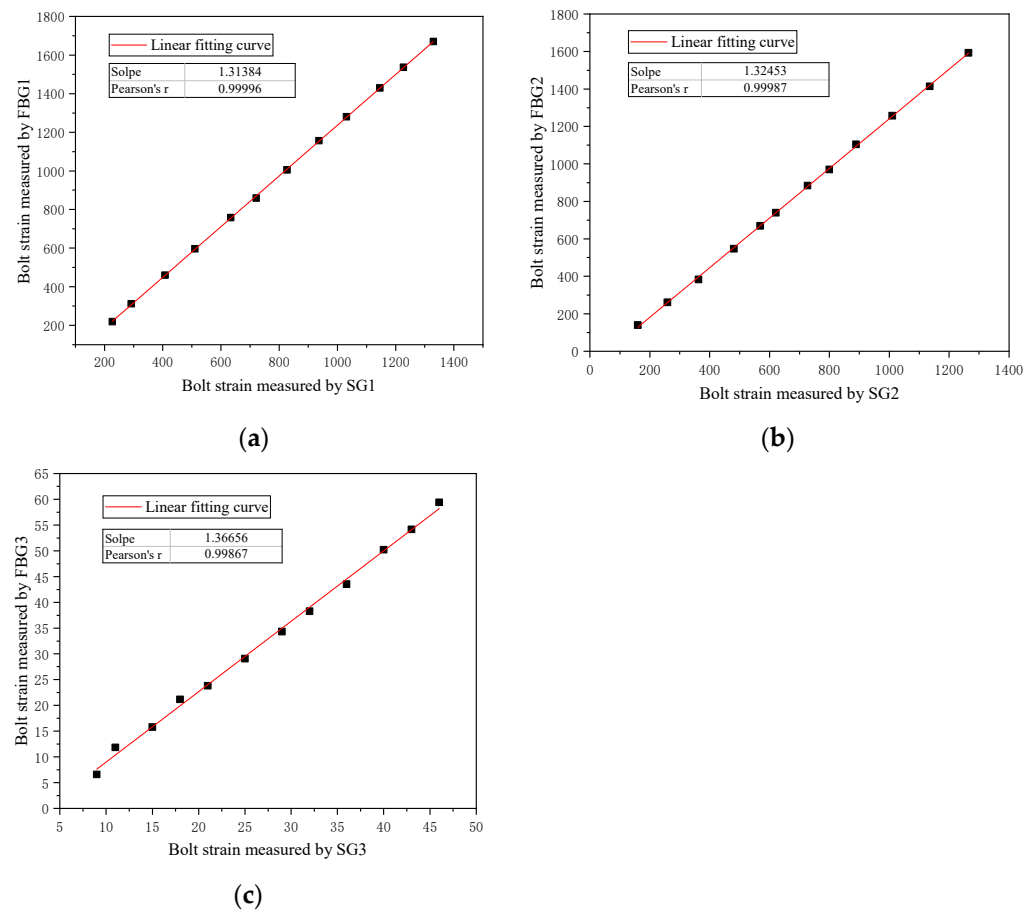 1800
1600
1400
1200
1000
800
600
400
200
Bolt strain measured by FBG1
Linear fitting curve
Solpe 1.31384
Pearson's r 0.99996
200 400 600 800 1000 1200 1400
Bolt strain measured by SG1
(a)
1800
1600
1400
1200
1000
800
600
400
200
0
Bolt strain measured by FBG2
Linear fitting curve
Solpe 1.32453
Pearson's r 0.99987
0 200 400 600 800 1000 1200 1400
Bolt strain measured by SG2
(b)
65
60
55
50
45
40
35
30
25
20
15
10
5
0
Bolt strain measured by FBG3
Linear fitting curve
Solpe 1.36656
Pearson's r 0.99867
5 10 15 20 25 30 35 40 45 50
Bolt strain measured by SG3
(c)